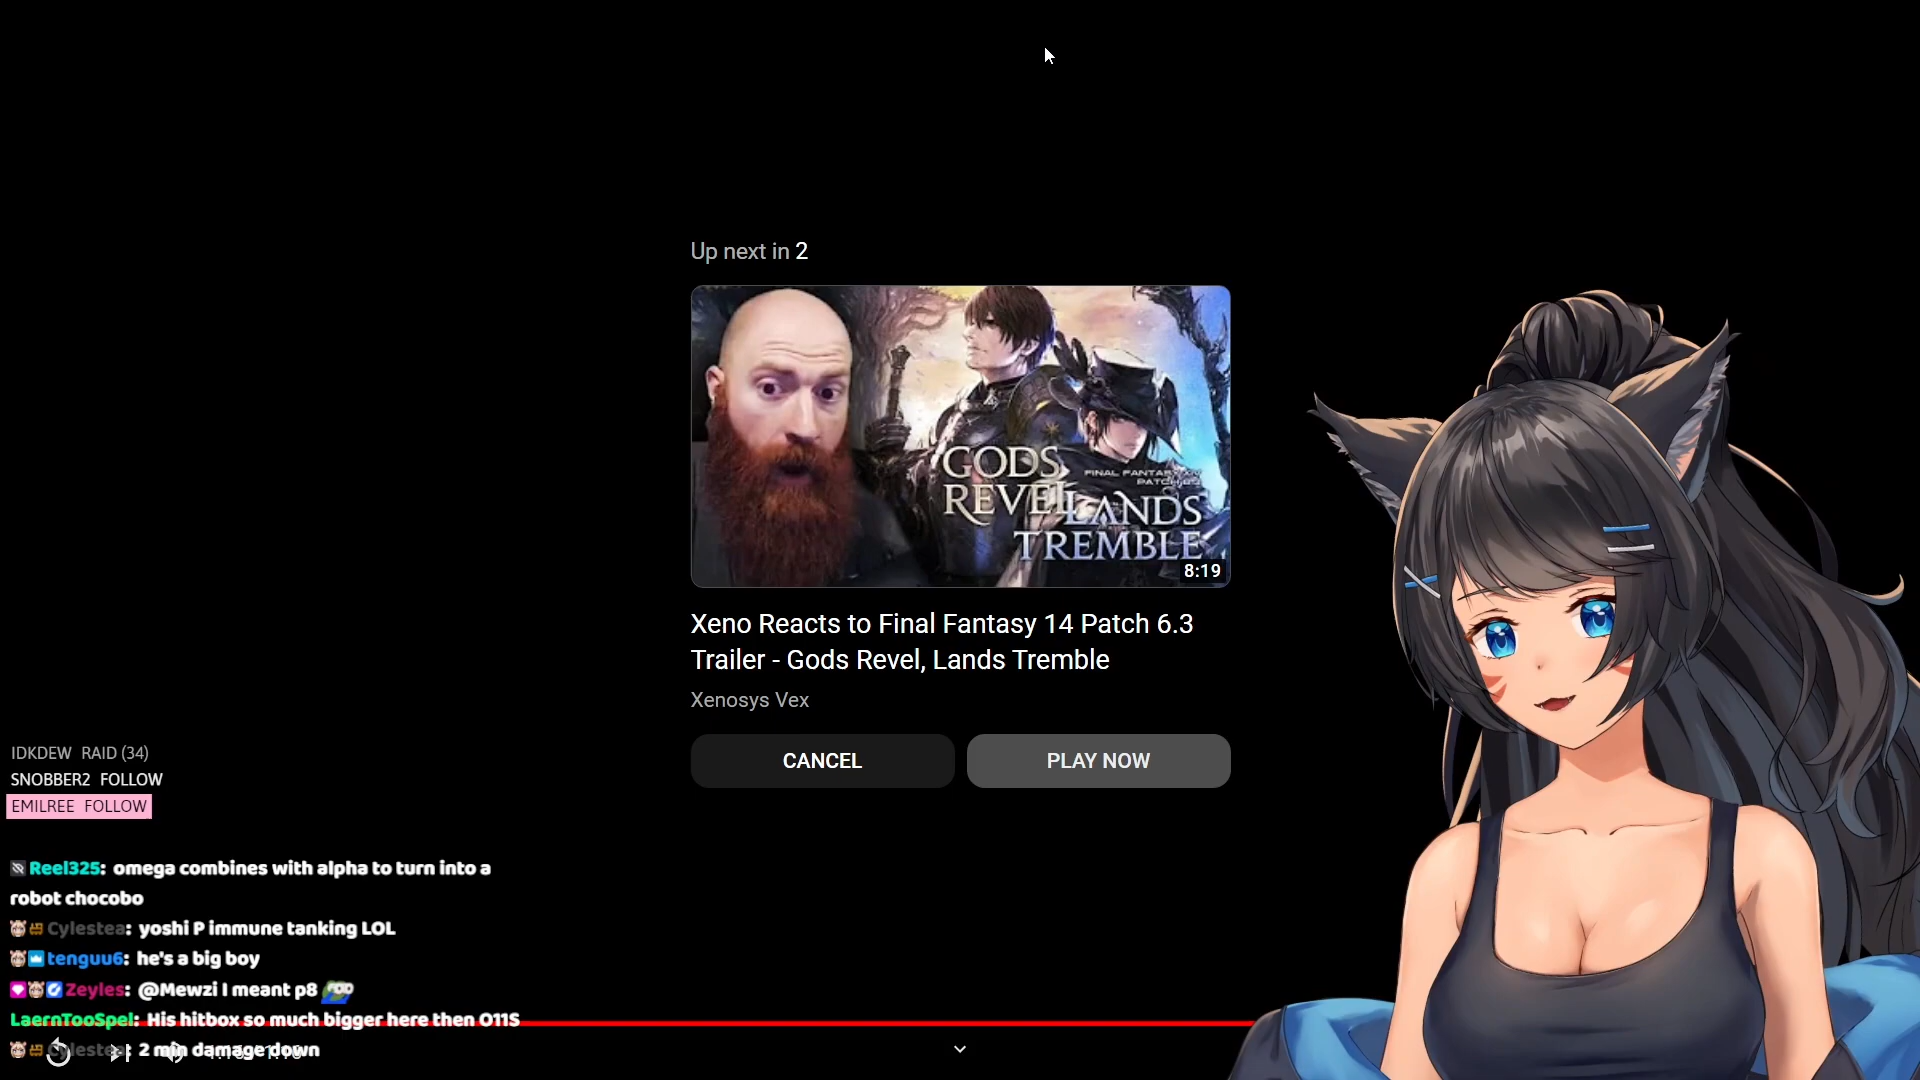 Up next in 2
GODS
REVEL
FINAL FANTASY XIV
LANDS
TREMBLE
8:19
Xeno Reacts to Final Fantasy 14 Patch 6.3
Trailer - Gods Revel, Lands Tremble
Xenosys Vex
CANCEL
PLAY NOW
IDKDEW RAID (34)
SNOBBER2 FOLLOW
EMILREE FOLLOW
Reel325: omega combines with alpha to turn into a
robot chocobo
Cylestea: yoshi P immune tanking LOL
tenguu6: he's a big boy
Zeyles: @Mewzi I meant p8
LaernTooSpel: His hitbox so much bigger here then O11S
Cylestea: 2 min damage down